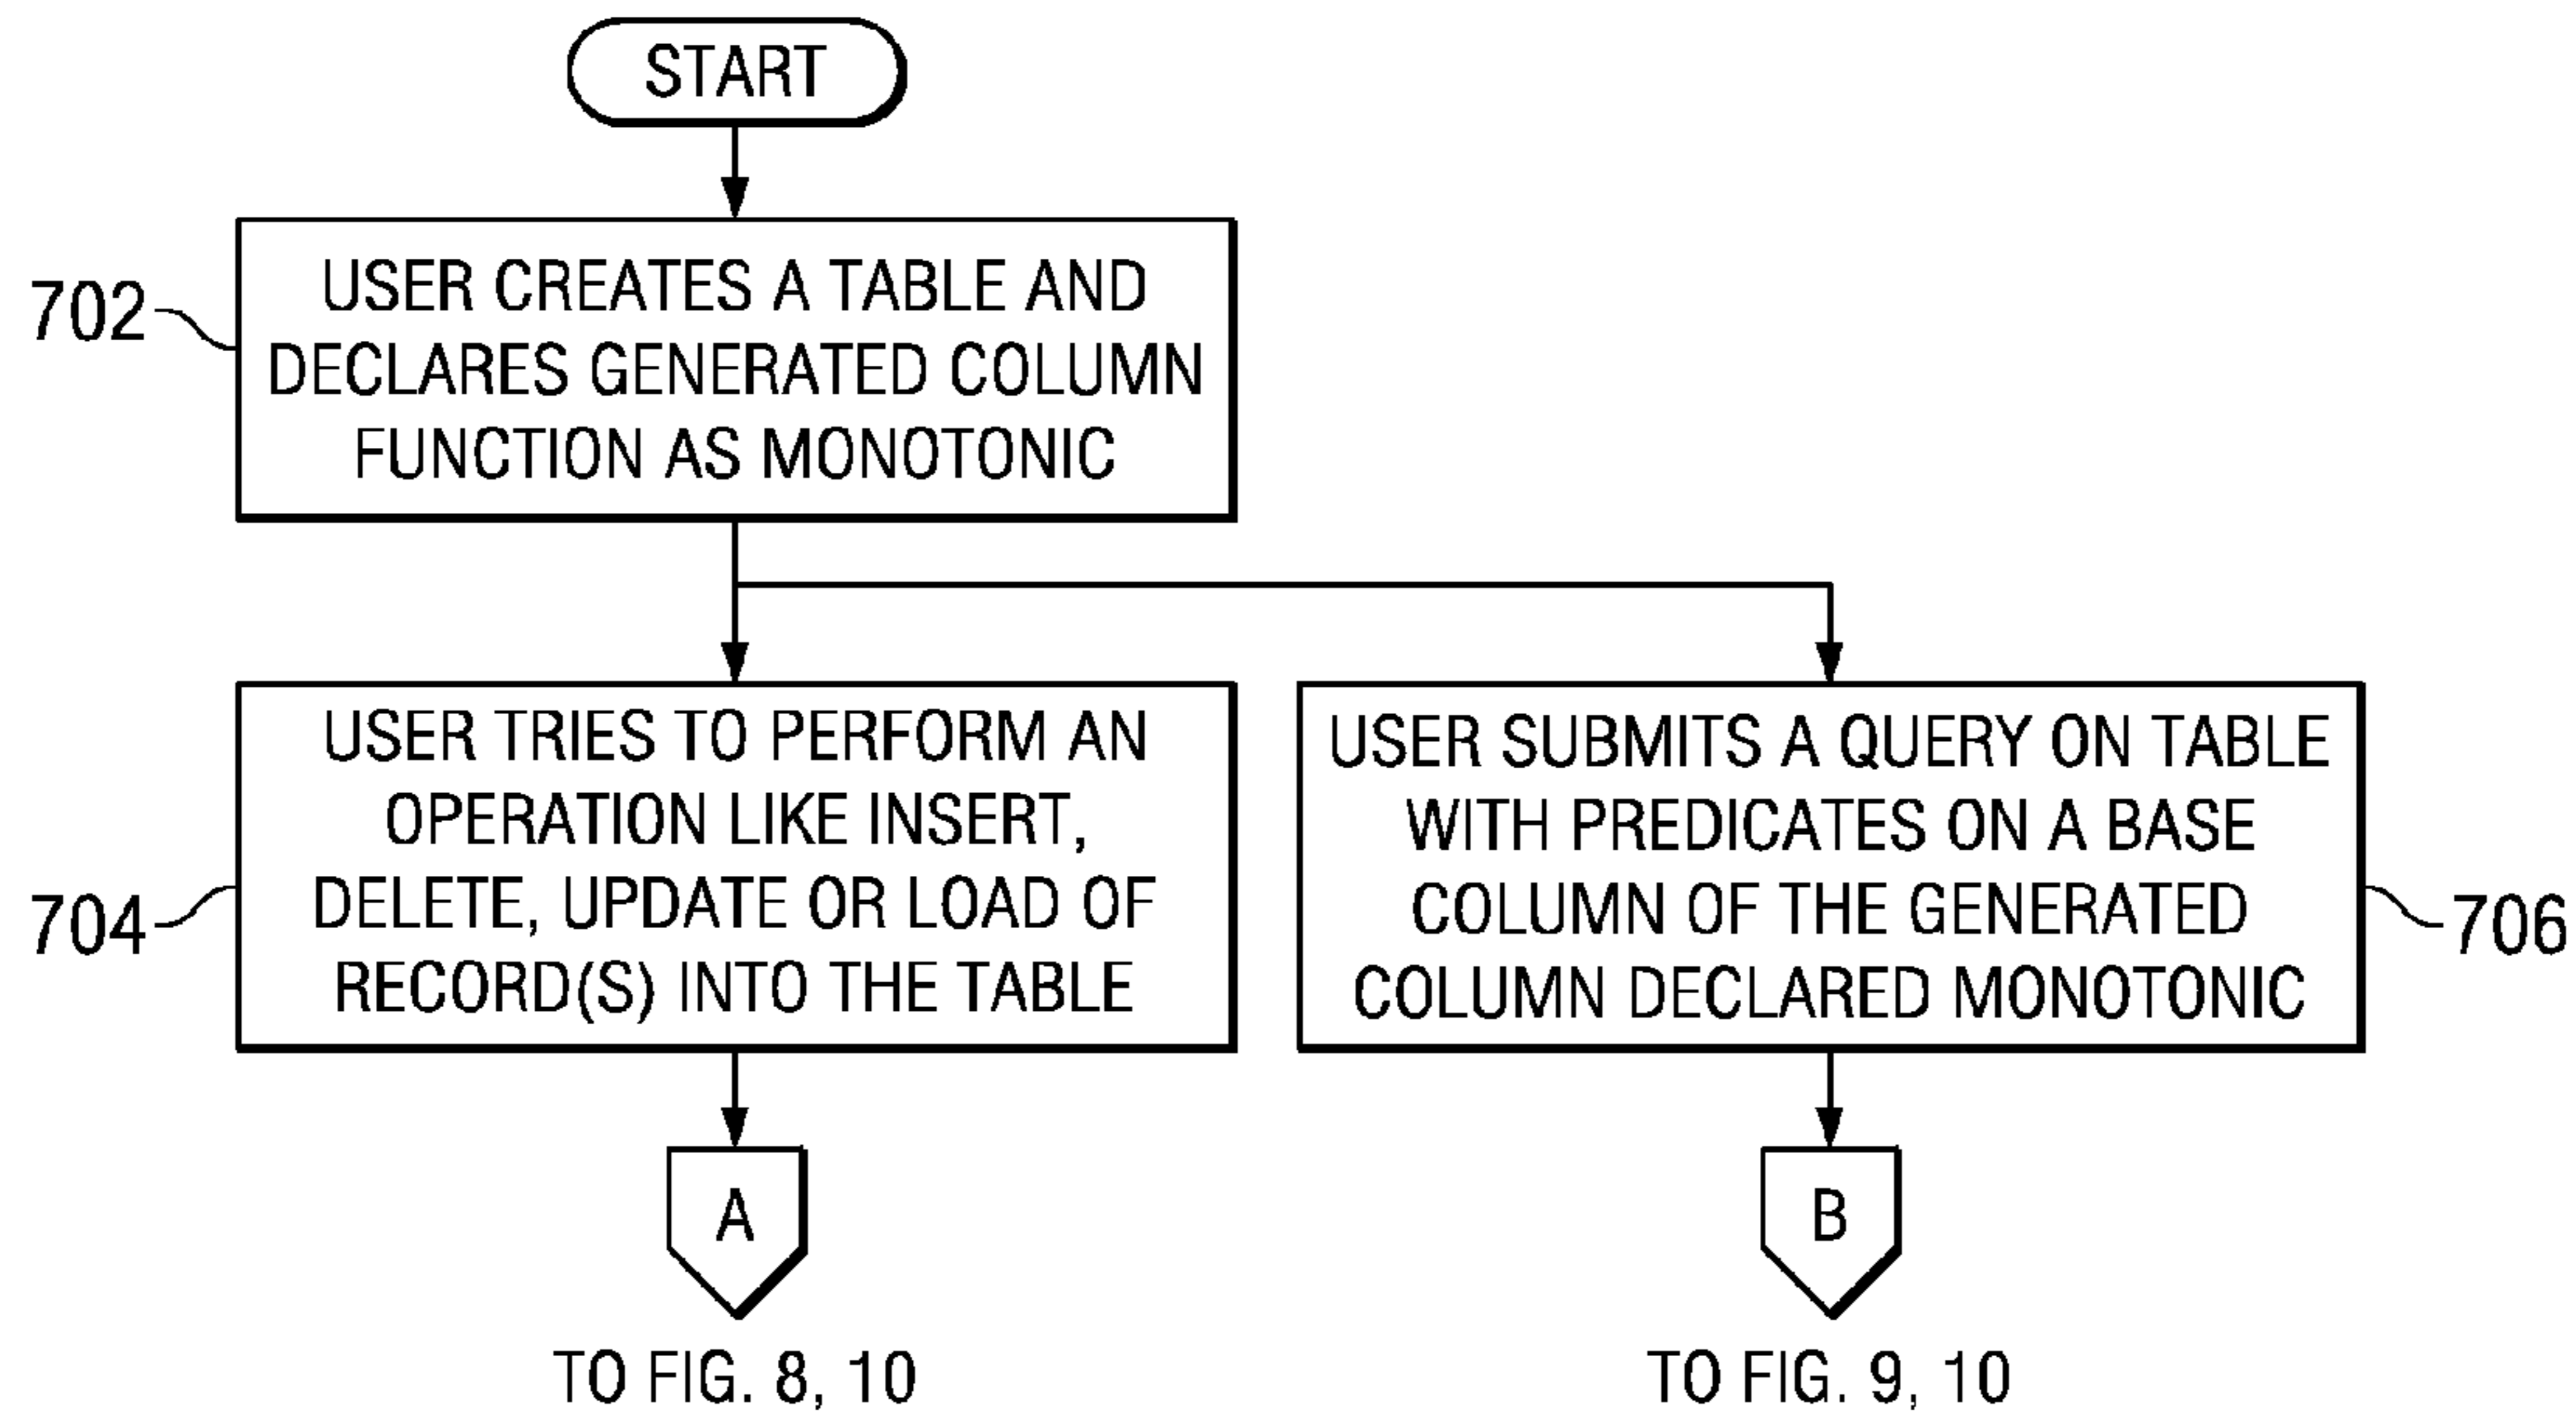 START
702
USER CREATES A TABLE AND
DECLARES GENERATED COLUMN
FUNCTION AS MONOTONIC
704
USER TRIES TO PERFORM AN
OPERATION LIKE INSERT,
DELETE, UPDATE OR LOAD OF
RECORD(S) INTO THE TABLE
USER SUBMITS A QUERY ON TABLE
WITH PREDICATES ON A BASE
COLUMN OF THE GENERATED
COLUMN DECLARED MONOTONIC
706
A
TO FIG. 8, 10
B
TO FIG. 9, 10